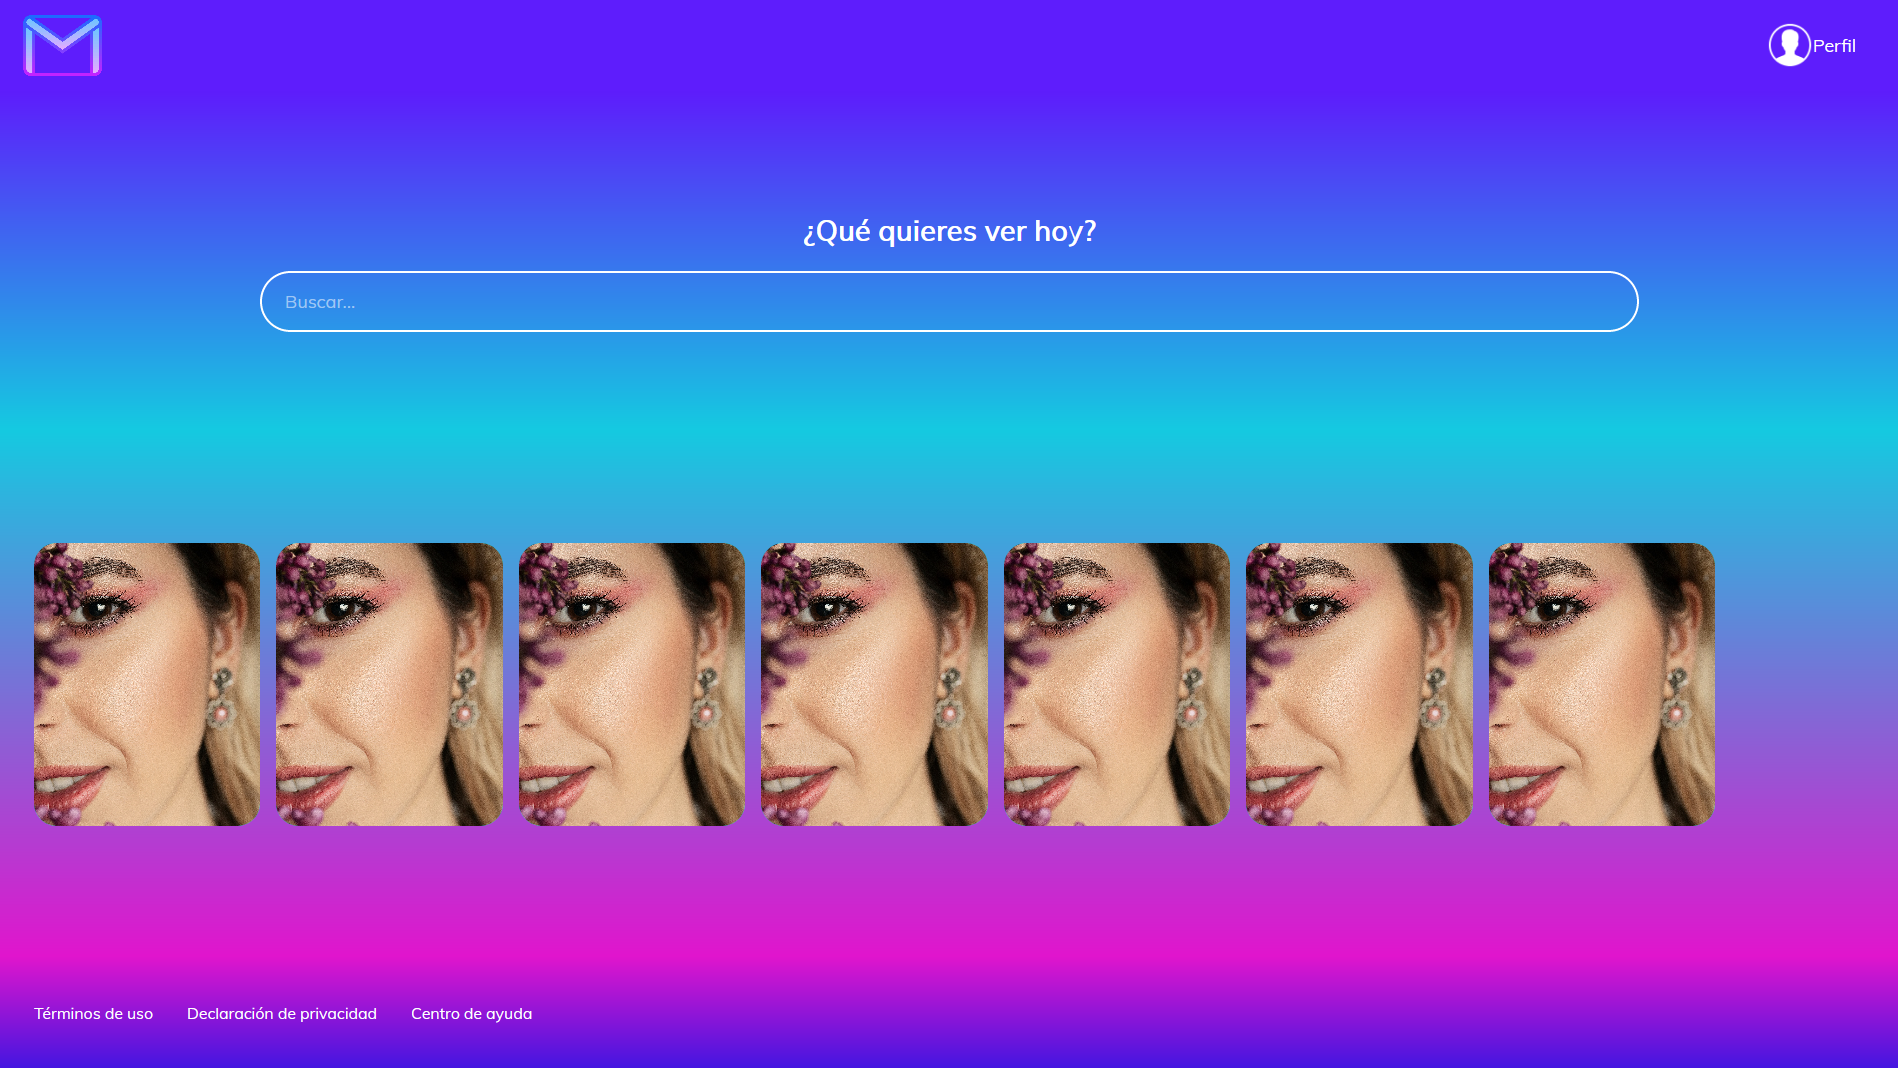 Perfil
¿Qué quieres ver hoy?
Buscar...
Términos de uso
Declaración de privacidad
Centro de ayuda